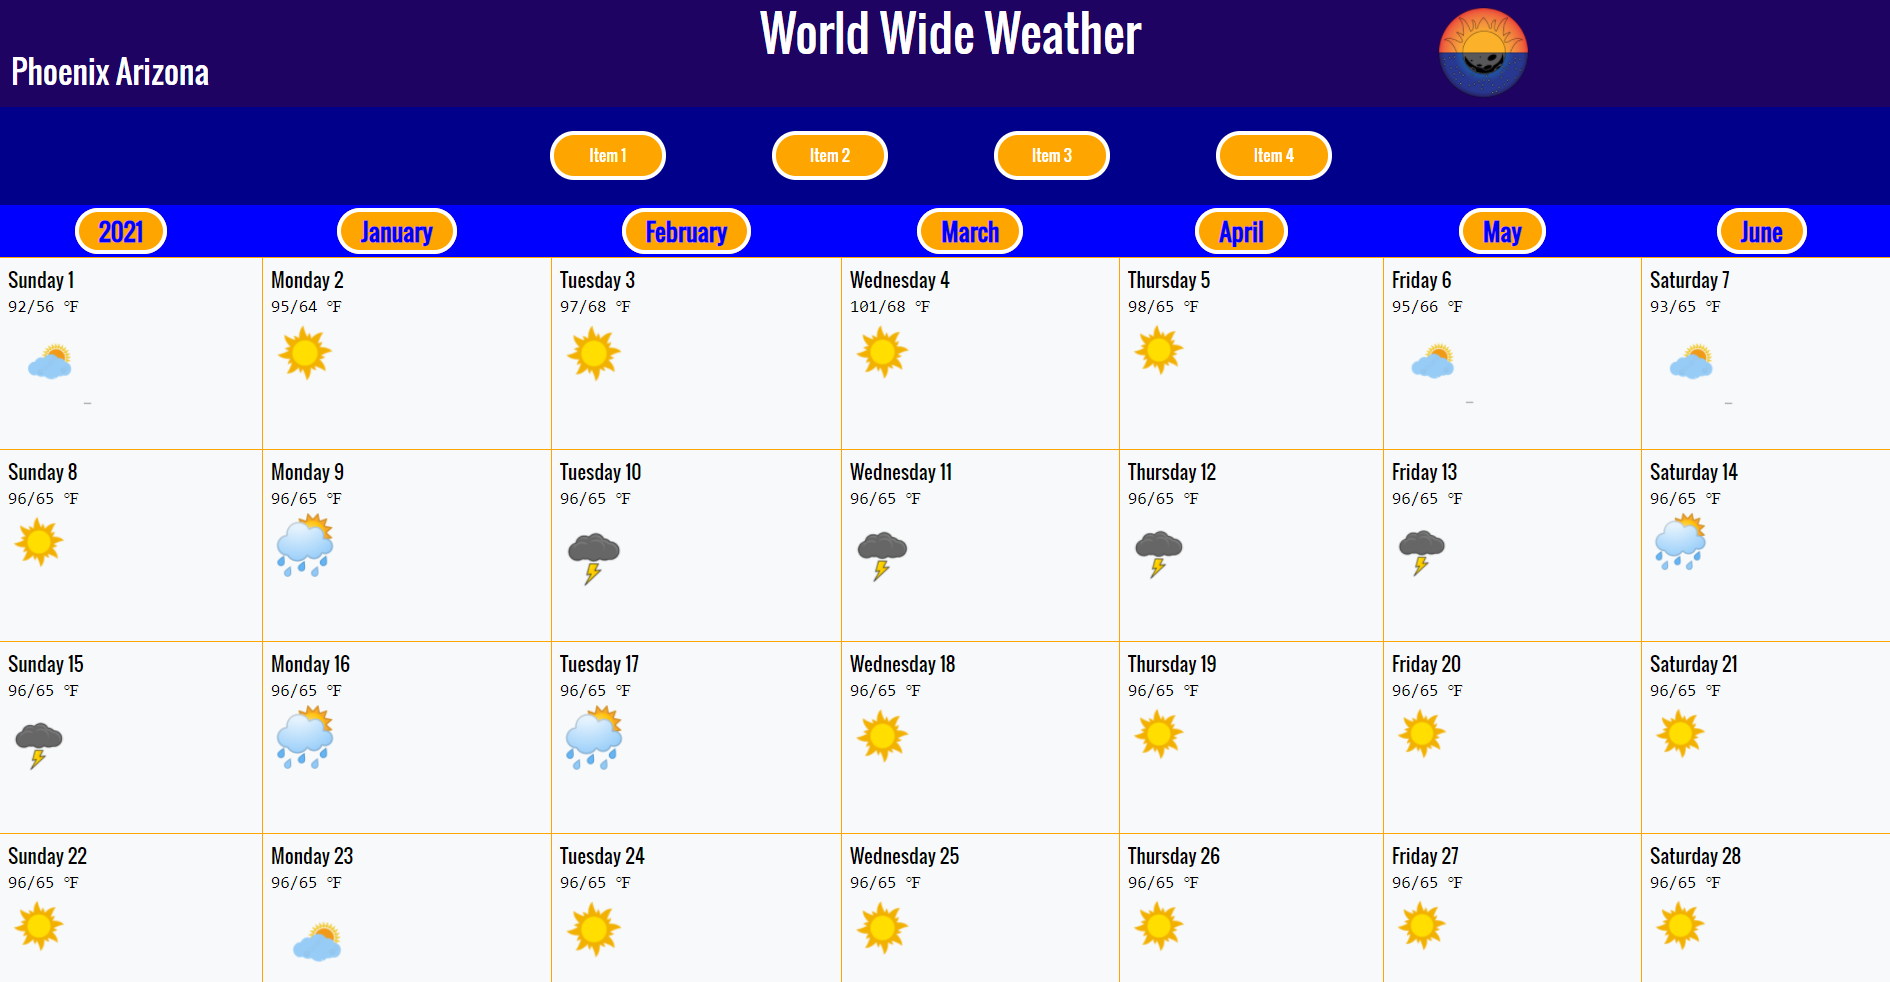 World Wide Weather
Phoenix Arizona
Item 1 Item 2 Item 3 Item 4
2021 January February March April May June
Sunday 1 Monday 2 Tuesday 3 Wednesday 4 Thursday 5 Friday 6 Saturday 7
92/56 °F 95/64 °F 97/68 °F 101/68 °F 98/65 °F 95/66 °F 93/65 °F
Sunday 8 Monday 9 Tuesday 10 Wednesday 11 Thursday 12 Friday 13 Saturday 14
96/65 °F 96/65 °F 96/65 °F 96/65 °F 96/65 °F 96/65 °F 96/65 °F
Sunday 15 Monday 16 Tuesday 17 Wednesday 18 Thursday 19 Friday 20 Saturday 21
96/65 °F 96/65 °F 96/65 °F 96/65 °F 96/65 °F 96/65 °F 96/65 °F
Sunday 22 Monday 23 Tuesday 24 Wednesday 25 Thursday 26 Friday 27 Saturday 28
96/65 °F 96/65 °F 96/65 °F 96/65 °F 96/65 °F 96/65 °F 96/65 °F